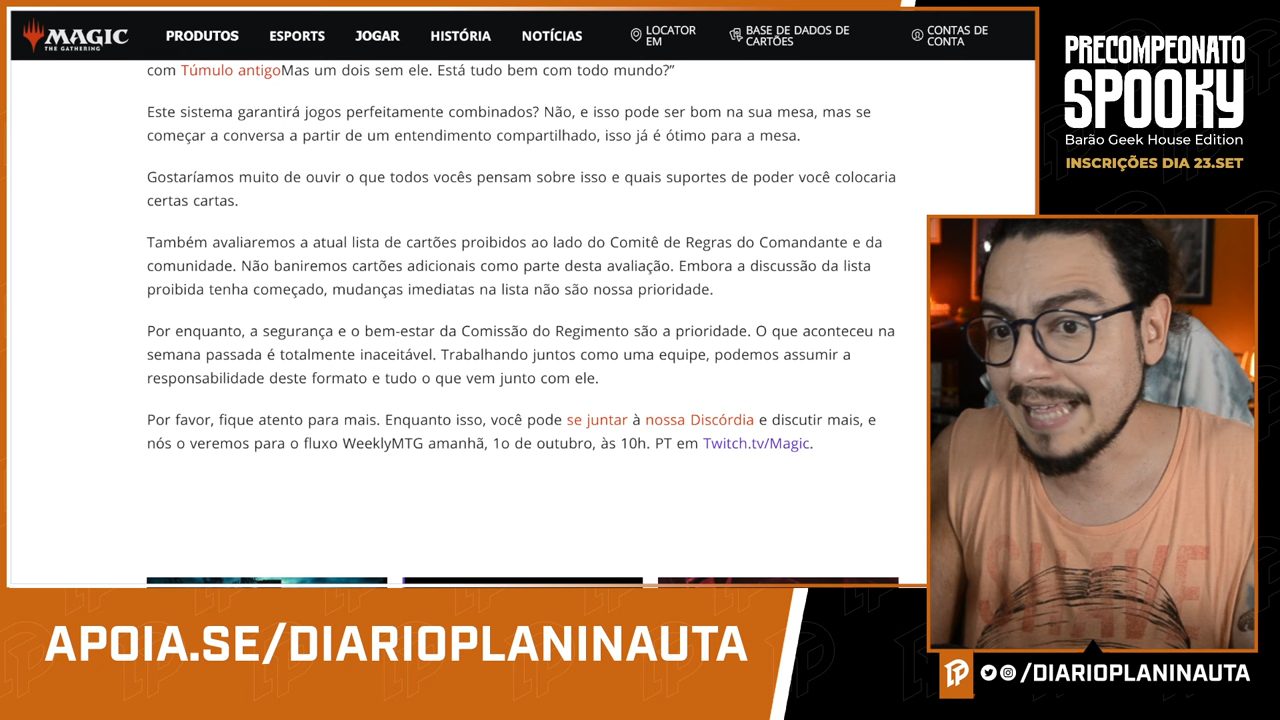 MAGIC
THE GATHERING
PRODUTOS
ESPORTS
JOGAR
HISTÓRIA
NOTÍCIAS
LOCATOR
EM
BASE DE DADOS DE
CARTÕES
CONTAS DE
CONTA
com Túmulo antigoMas um dois sem ele. Está tudo bem com todo mundo?”
Este sistema garantirá jogos perfeitamente combinados? Não, e isso pode ser bom na sua mesa, mas se
começar a conversa a partir de um entendimento compartilhado, isso já é ótimo para a mesa.
Gostaríamos muito de ouvir o que todos vocês pensam sobre isso e quais suportes de poder você colocaria
certas cartas.
Também avaliaremos a atual lista de cartões proibidos ao lado do Comitê de Regras do Comandante e da
comunidade. Não baniremos cartões adicionais como parte desta avaliação. Embora a discussão da lista
proibida tenha começado, mudanças imediatas na lista não são nossa prioridade.
Por enquanto, a segurança e o bem-estar da Comissão do Regimento são a prioridade. O que aconteceu na
semana passada é totalmente inaceitável. Trabalhando juntos como uma equipe, podemos assumir a
responsabilidade deste formato e tudo o que vem junto com ele.
Por favor, fique atento para mais. Enquanto isso, você pode se juntar à nossa Discórdia e discutir mais, e
nós o veremos para o fluxo WeeklyMTG amanhã, 1o de outubro, às 10h. PT em Twitch.tv/Magic.
PRECOMPEONATO
SPOOKY
Barão Geek House Edition
INSCRIÇÕES DIA 23.SET
APOIA.SE/DIARIOPLANINAUTA
/DIARIOPLANINAUTA